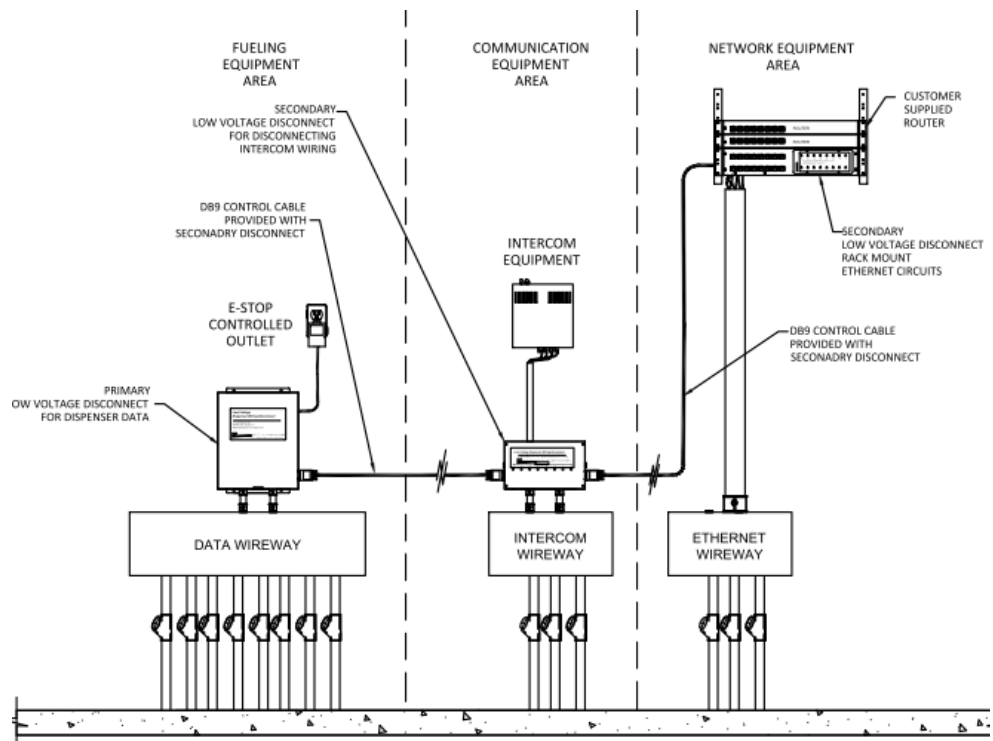 FUELING
EQUIPMENT
AREA
COMMUNICATION
EQUIPMENT
AREA
NETWORK EQUIPMENT
AREA
SECONDARY
LOW VOLTAGE DISCONNECT
FOR DISCONNECTING
INTERCOM WIRING
CUSTOMER
SUPPLIED
ROUTER
DB9 CONTROL CABLE
PROVIDED WITH
SECONADRY DISCONNECT
SECONDARY
LOW VOLTAGE DISCONNECT
RACK MOUNT
ETHERNET CIRCUITS
INTERCOM
EQUIPMENT
E-STOP
CONTROLLED
OUTLET
DB9 CONTROL CABLE
PROVIDED WITH
SECONADRY DISCONNECT
PRIMARY
OW VOLTAGE DISCONNECT
FOR DISPENSER DATA
DATA WIREWAY
INTERCOM
WIREWAY
ETHERNET
WIREWAY